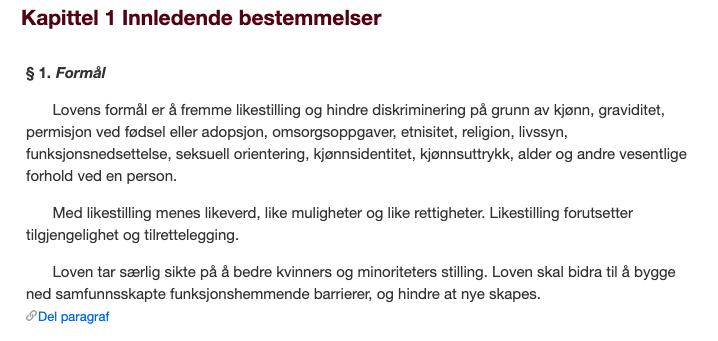 Kapittel 1 Innledende bestemmelser
§ 1. Formål
Lovens formål er å fremme likestilling og hindre diskriminering på grunn av kjønn, graviditet,
permisjon ved fødsel eller adopsjon, omsorgsoppgaver, etnisitet, religion, livssyn,
funksjonsnedsettelse, seksuell orientering, kjønnsidentitet, kjønnsuttrykk, alder og andre vesentlige
forhold ved en person.
Med likestilling menes likeverd, like muligheter og like rettigheter. Likestilling forutsetter
tilgjengelighet og tilrettelegging.
Loven tar særlig sikte på å bedre kvinners og minoriteters stilling. Loven skal bidra til å bygge
ned samfunnsskapte funksjonshemmende barrierer, og hindre at nye skapes.
Del paragraf